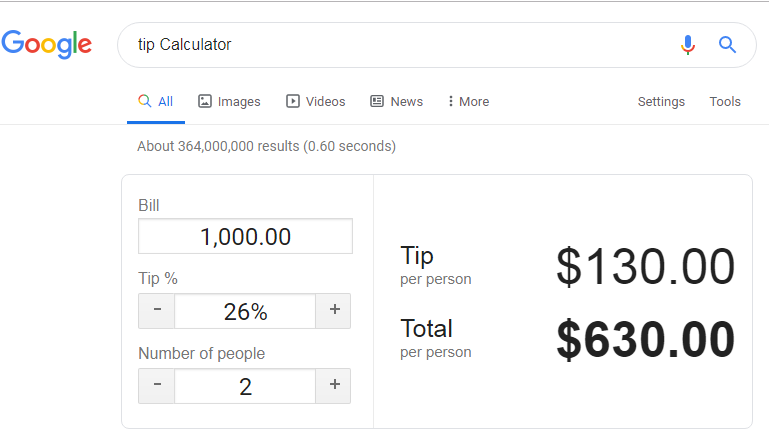 Google
tip Calculator
All Images Videos News More Settings Tools
About 364,000,000 results (0.60 seconds)
Bill
1,000.00
Tip %
- 26% +
Number of people
- 2 +
Tip $130.00
per person
Total $630.00
per person